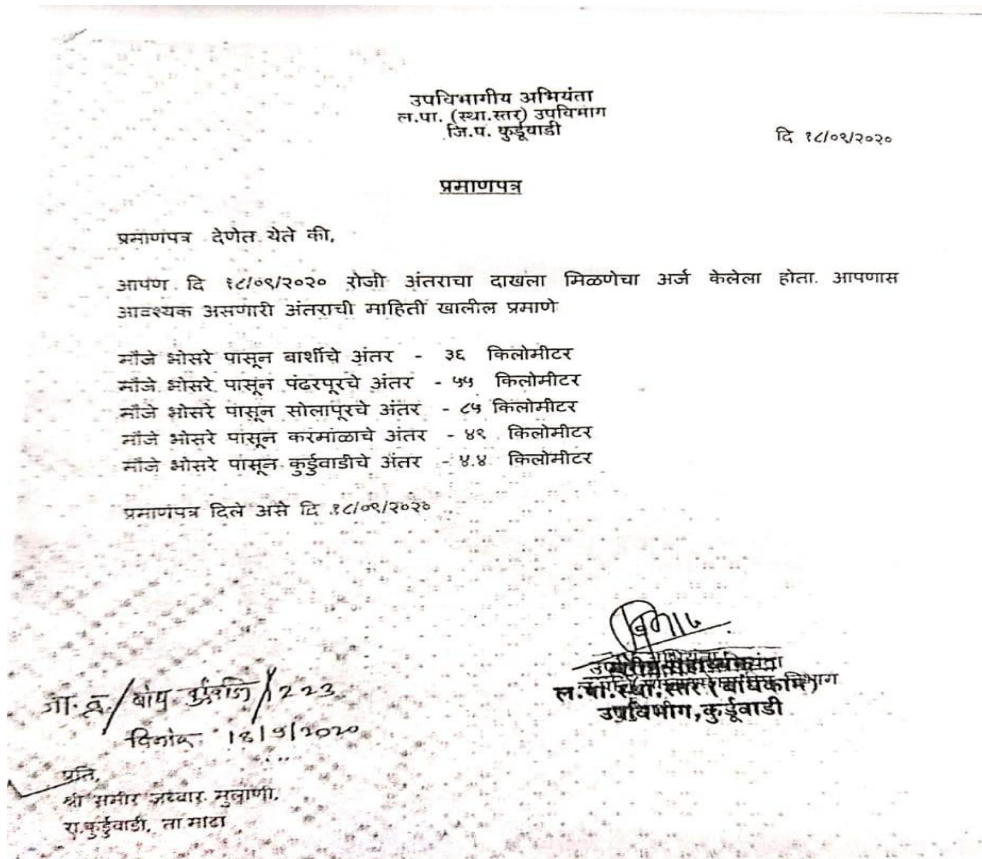 उपविभागीय अभियंता
ल.पा. (स्था.स्तर) उपविभाग
जि.प. कुर्डूवाडी
दि १८/०९/२०२०
प्रमाणपत्र
प्रमाणपत्र देणेत येते की,
आपण दि १८/०९/२०२० रोजी अंतराचा दाखला मिळणेचा अर्ज केलेला होता. आपणास
आवश्यक असणारी अंतराची माहिती खालील प्रमाणे
मौजे भोसरे पासून बार्शीचे अंतर - ३६ किलोमीटर
मौजे भोसरे पासून पंढरपूरचे अंतर - ५५ किलोमीटर
मौजे भोसरे पासून सोलापूरचे अंतर - ८५ किलोमीटर
मौजे भोसरे पासून करमाळाचे अंतर - ४९ किलोमीटर
मौजे भोसरे पासून कुर्डुवाडीचे अंतर - ४.४ किलोमीटर
प्रमाणपत्र दिले असे दि १८/०९/२०२०
ल.पा. स्था. स्तर (बांधकाम)
उपविभाग, कुर्डूवाडी
जा.क्र./बांप /223
दिनांक 18/9/2020
प्रति,
श्री समीर जब्बार मुलाणी,
रा.कुर्डुवाडी, ता माढा